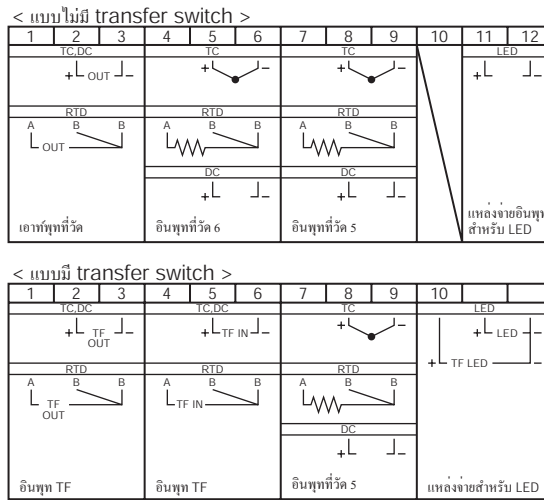 < แบบไม่มี transfer switch >
1 2 3 4 5 6 7 8 9 10 11 12
TC,DC TC TC LED
+ OUT - + - + - + -
RTD RTD RTD
A B B A B B A B B
OUT
DC DC
+ - + -
เอาท์พุทที่วัด อินพุทที่วัด 6 อินพุทที่วัด 5 แหล่งจ่ายอินพุท
สำหรับ LED
< แบบมี transfer switch >
1 2 3 4 5 6 7 8 9 10
TC,DC TC,DC TC LED
+ TF - + TF IN - + - + LED -
OUT
+ TF LED -
RTD RTD RTD
A B B A B B A B B
TF TF IN
OUT
DC
+ -
อินพุท TF อินพุท TF อินพุทที่วัด 5 แหล่งจ่ายสำหรับ LED